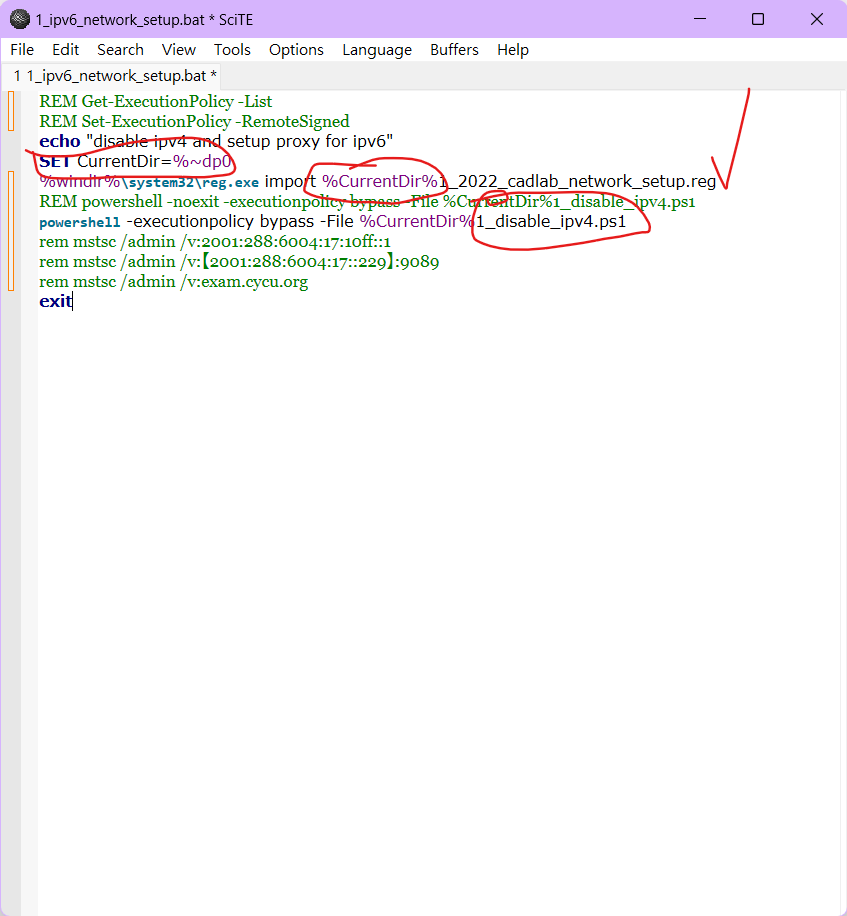 1_ipv6_network_setup.bat * SciTE
File Edit Search View Tools Options Language Buffers Help
1 1_ipv6_network_setup.bat *
REM Get-ExecutionPolicy -List
REM Set-ExecutionPolicy -RemoteSigned
echo "disable ipv4 and setup proxy for ipv6"
SET CurrentDir=%~dp0
%windir%\system32\reg.exe import %CurrentDir%1_2022_cadlab_network_setup.reg
REM powershell -noexit -executionpolicy bypass -File %CurrentDir%1_disable_ipv4.ps1
powershell -executionpolicy bypass -File %CurrentDir%1_disable_ipv4.ps1
rem mstsc /admin /v:2001:288:6004:17:10ff::1
rem mstsc /admin /v:【2001:288:6004:17::229】:9089
rem mstsc /admin /v:exam.cycu.org
exit